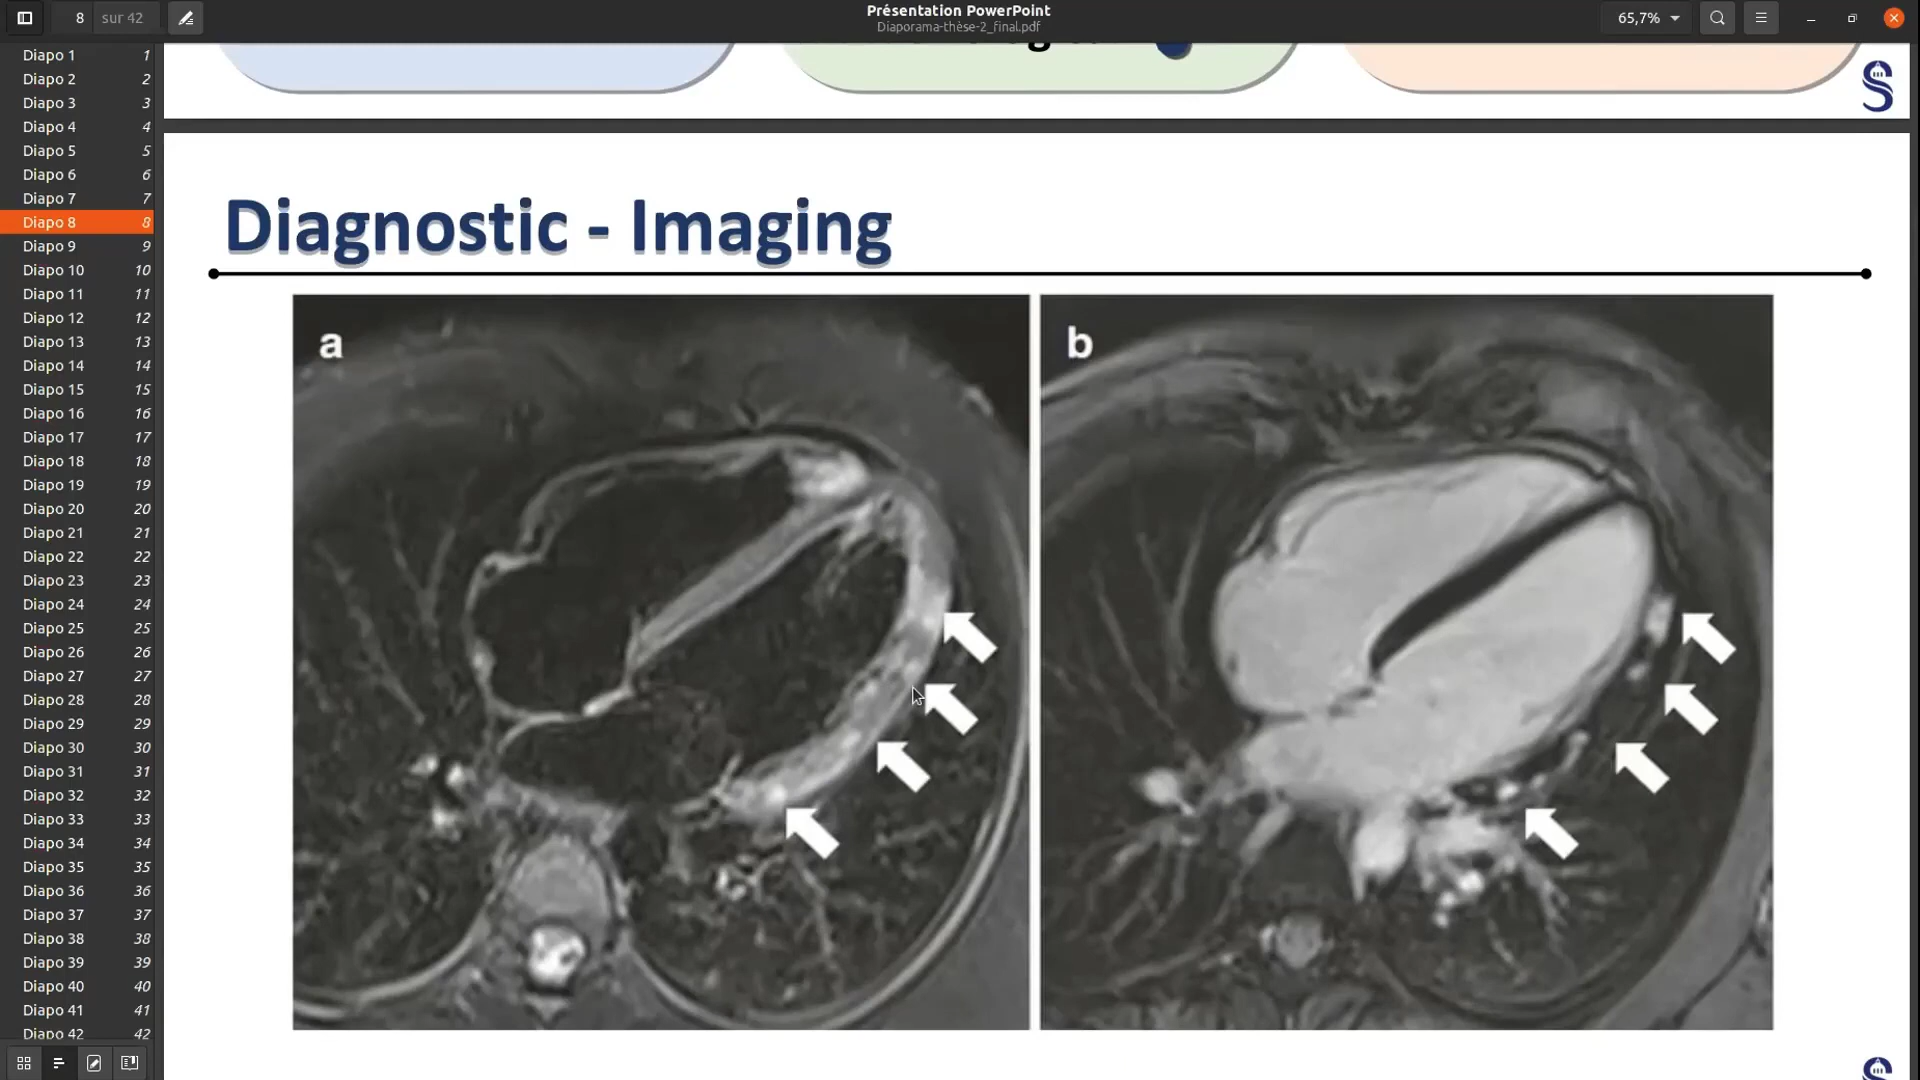 8 sur 42
Présentation PowerPoint
Diaporama-thèse-2_final.pdf
65,7%
Diapo 1 1
Diapo 2 2
Diapo 3 3
Diapo 4 4
Diapo 5 5
Diapo 6 6
Diapo 7 7
Diapo 8 8
Diapo 9 9
Diapo 10 10
Diapo 11 11
Diapo 12 12
Diapo 13 13
Diapo 14 14
Diapo 15 15
Diapo 16 16
Diapo 17 17
Diapo 18 18
Diapo 19 19
Diapo 20 20
Diapo 21 21
Diapo 22 22
Diapo 23 23
Diapo 24 24
Diapo 25 25
Diapo 26 26
Diapo 27 27
Diapo 28 28
Diapo 29 29
Diapo 30 30
Diapo 31 31
Diapo 32 32
Diapo 33 33
Diapo 34 34
Diapo 35 35
Diapo 36 36
Diapo 37 37
Diapo 38 38
Diapo 39 39
Diapo 40 40
Diapo 41 41
Diapo 42 42
Diagnostic - Imaging
a
b